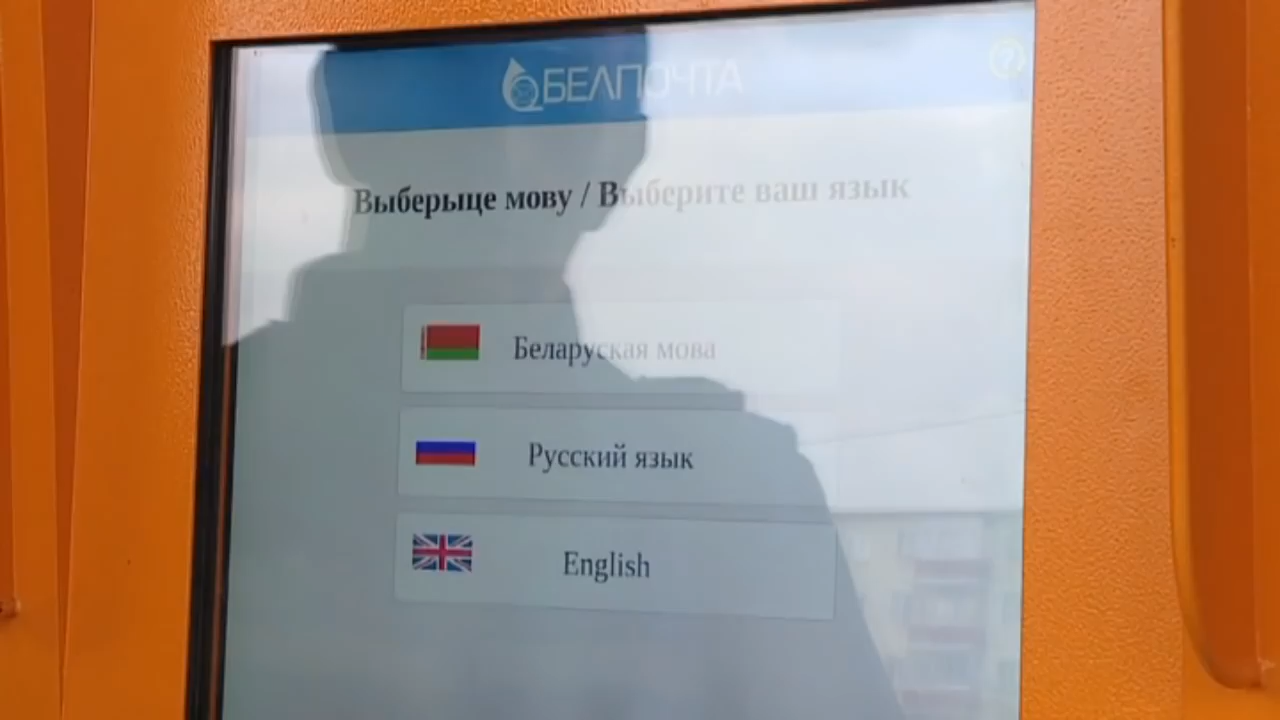 БЕЛПОЧТА
?
Выберыце мову / Выберите ваш язык
Беларуская мова
Русский язык
English